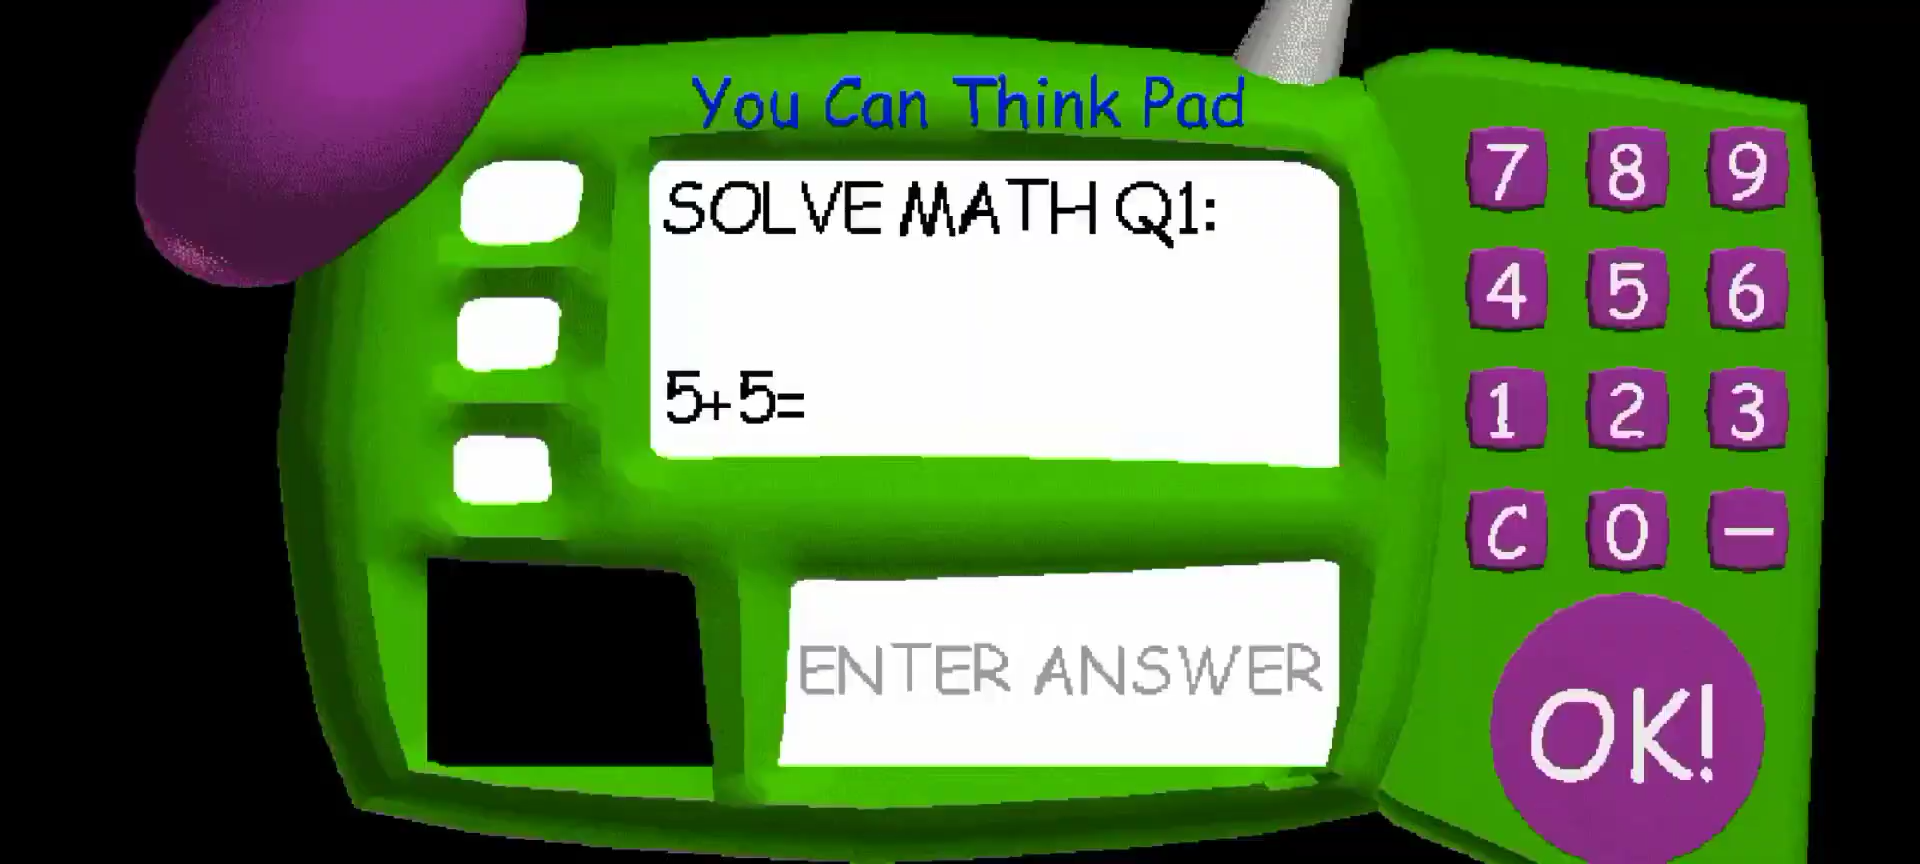 You Can Think Pad
SOLVE MATH Q1:
5+5=
ENTER ANSWER
7 8 9
4 5 6
1 2 3
C 0 –
OK!